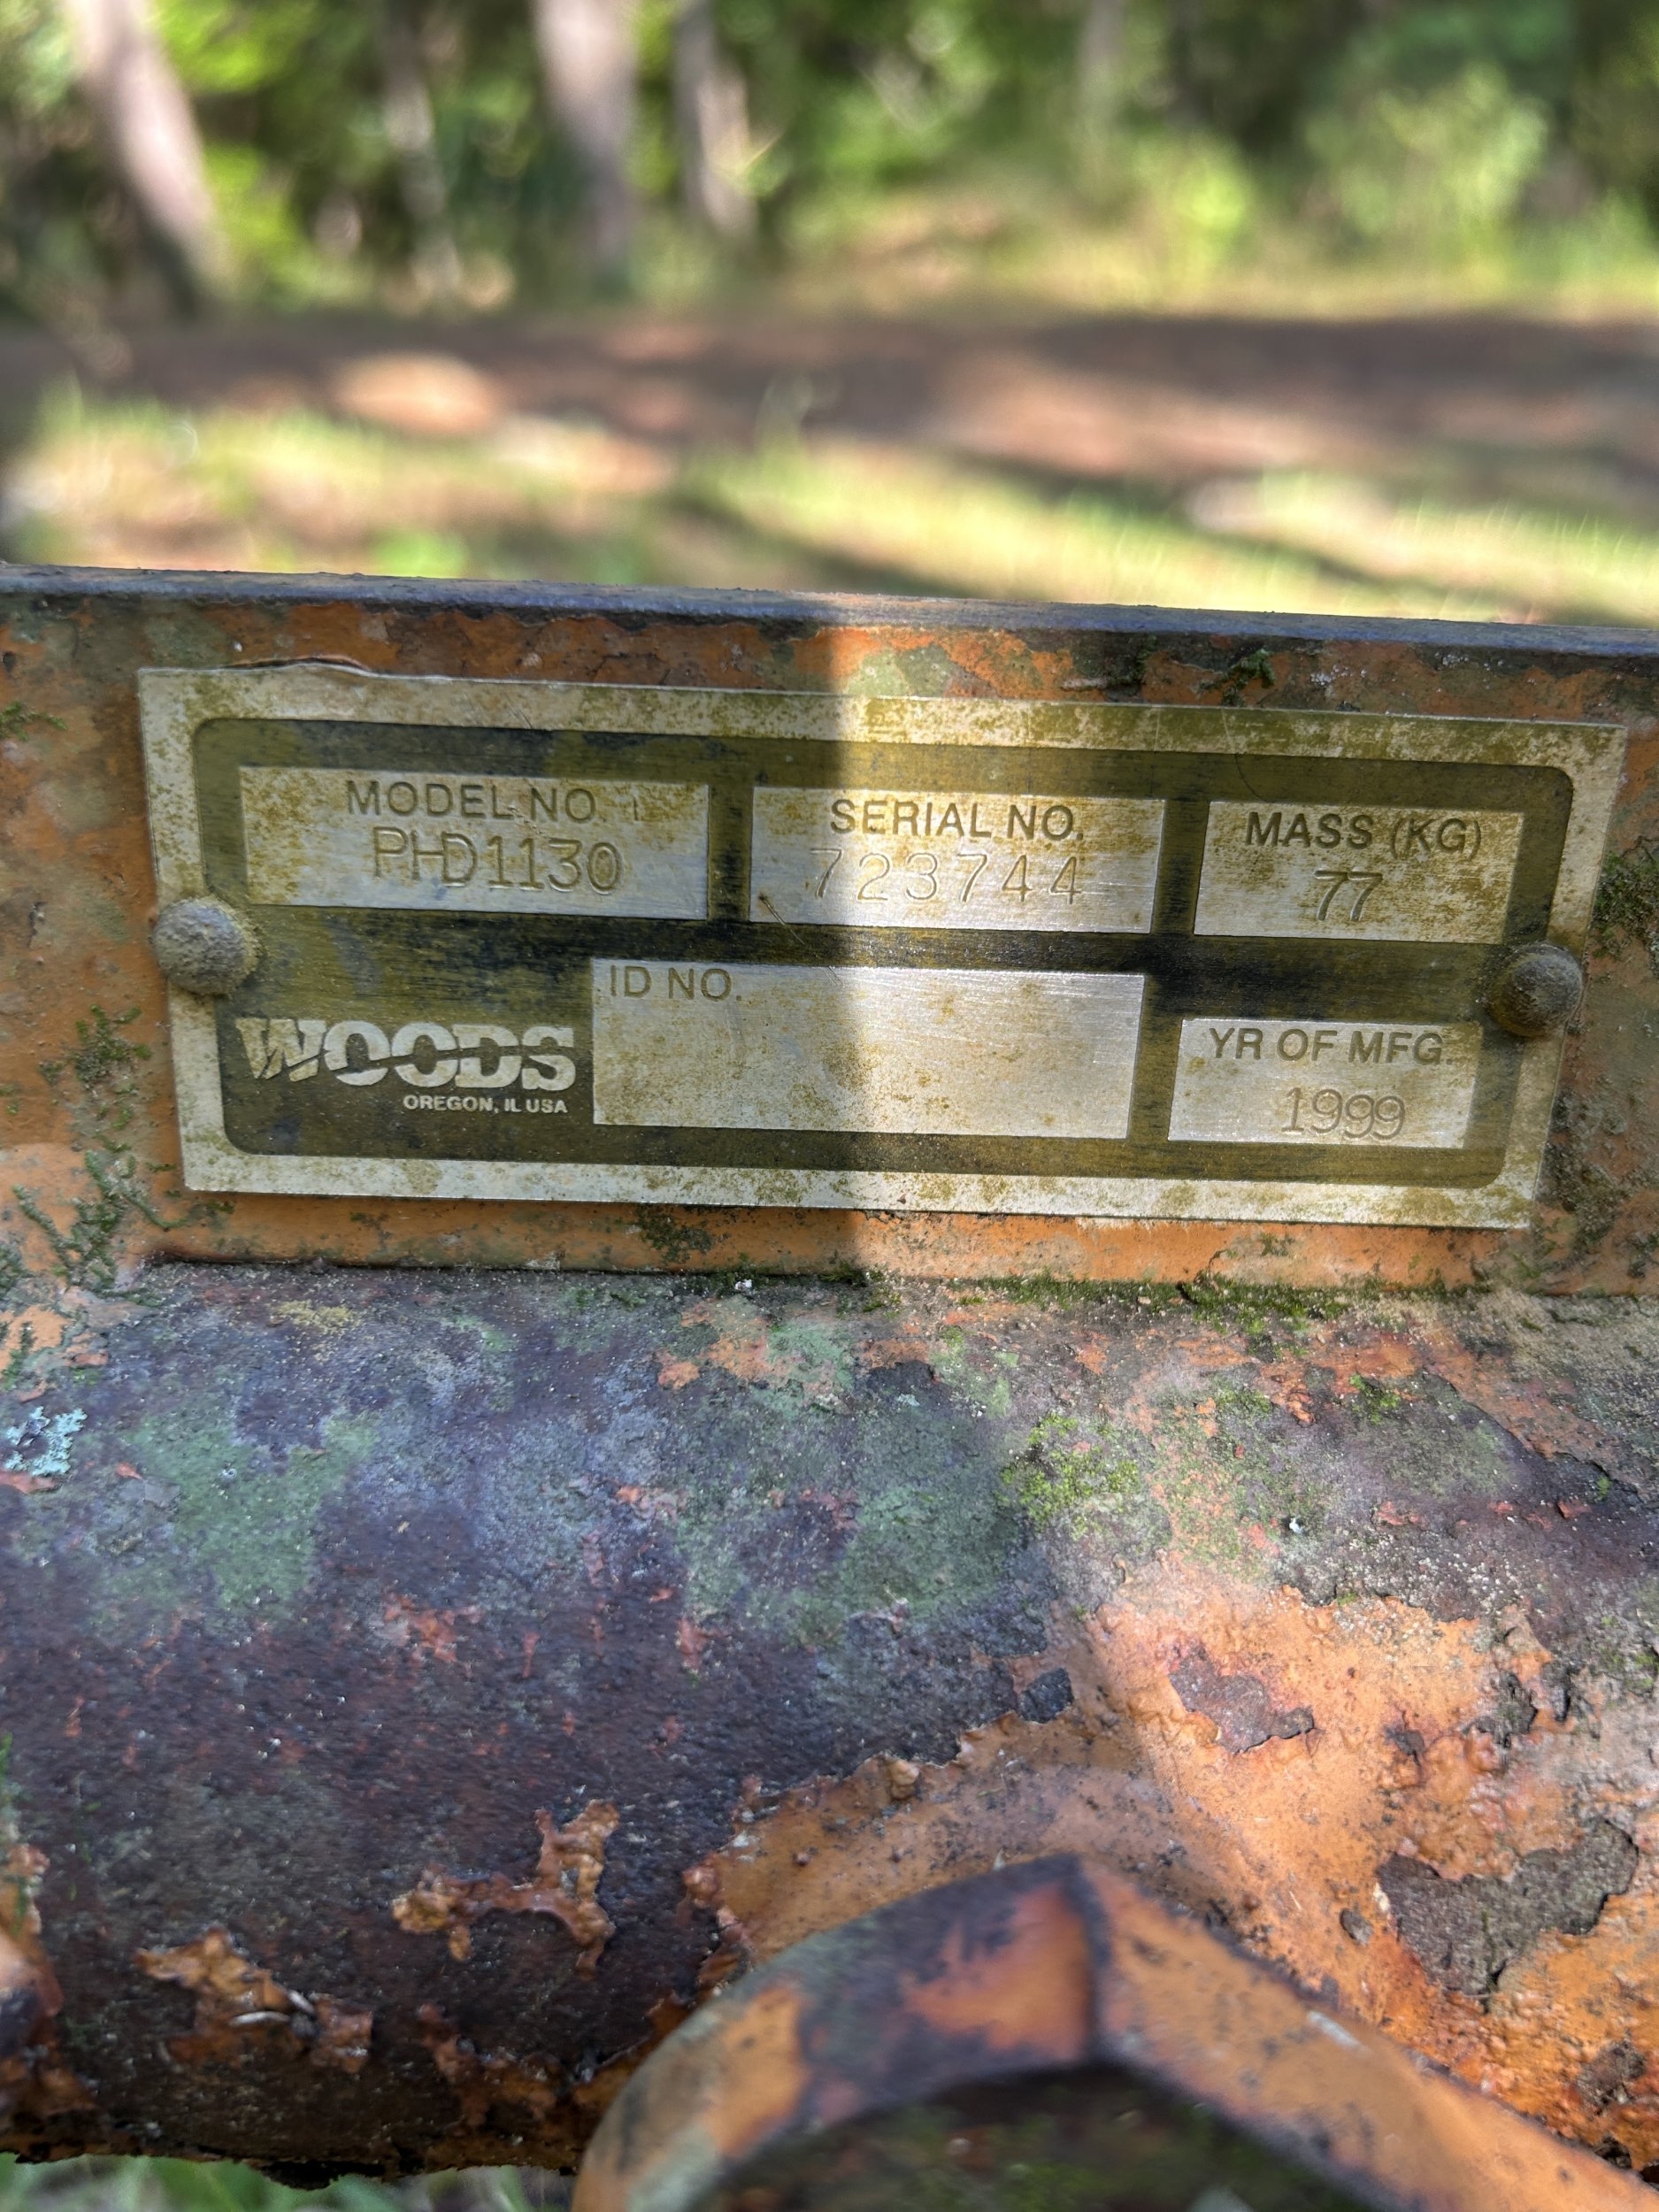 MODEL NO.
PHD1130
SERIAL NO.
723744
MASS (KG)
77
WOODS
OREGON, IL USA
ID NO.
YR OF MFG.
1999